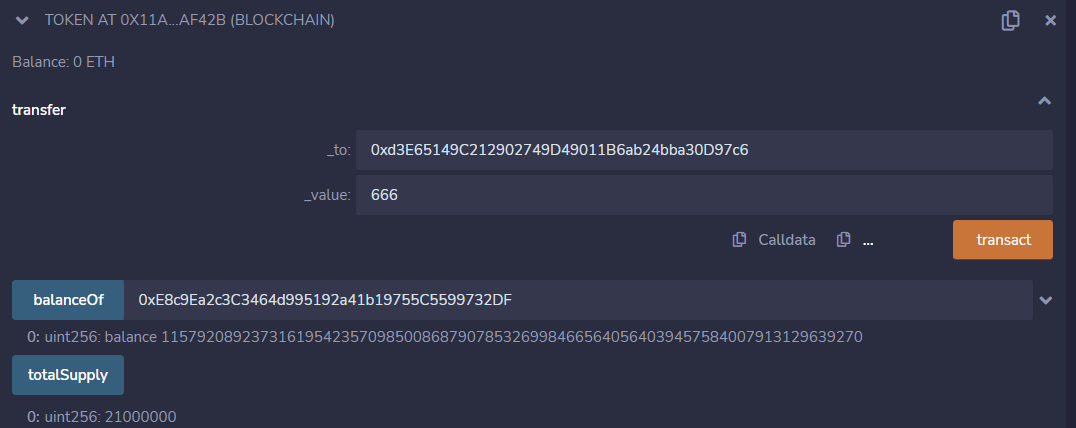 TOKEN AT 0X11A...AF42B (BLOCKCHAIN)
Balance: 0 ETH
transfer
_to: 0xd3E65149C212902749D49011B6ab24bba30D97c6
_value: 666
Calldata ... transact
balanceOf 0xE8c9Ea2c3C3464d995192a41b19755C5599732DF
0: uint256: balance 115792089237316195423570985008687907853269984665640564039457584007913129639270
totalSupply
0: uint256: 21000000